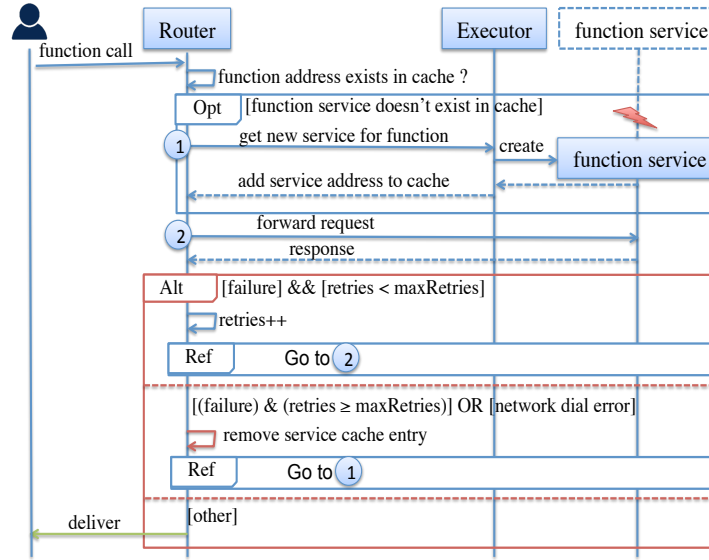 Router
Executor
function service
function call
function address exists in cache ?
Opt
[function service doesn't exist in cache]
1
get new service for function
create
function service
add service address to cache
2
forward request
response
Alt
[failure] && [retries < maxRetries]
retries++
Ref
Go to 2
[(failure) & (retries ≥ maxRetries)] OR [network dial error]
remove service cache entry
Ref
Go to 1
[other]
deliver